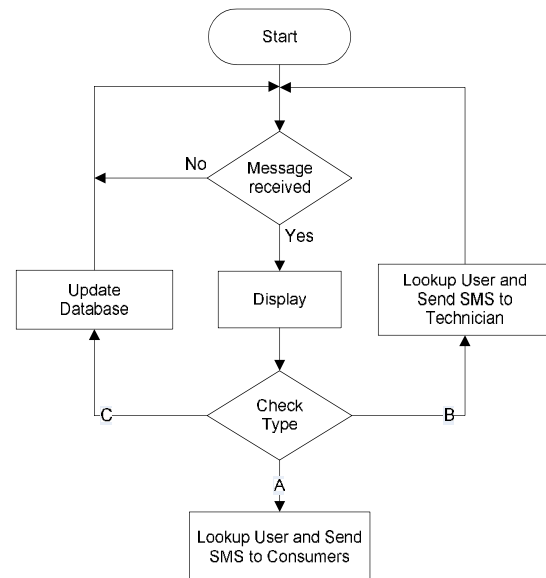 Start
Message
received
No
Yes
Update
Database
Display
Lookup User and
Send SMS to
Technician
Check
Type
C
B
A
Lookup User and Send
SMS to Consumers